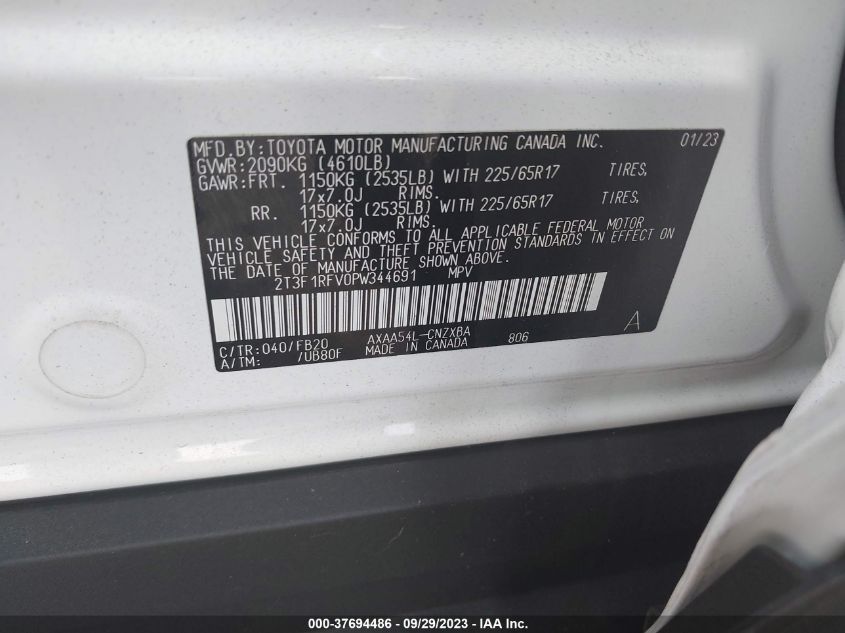 MFD. BY: TOYOTA MOTOR MANUFACTURING CANADA INC. 01/23
GVWR: 2090KG (4610LB)
GAWR: FRT. 1150KG (2535LB) WITH 225/65R17 TIRES,
17x7.0J RIMS.
RR. 1150KG (2535LB) WITH 225/65R17 TIRES,
17x7.0J RIMS.
THIS VEHICLE CONFORMS TO ALL APPLICABLE FEDERAL MOTOR
VEHICLE SAFETY AND THEFT PREVENTION STANDARDS IN EFFECT ON
THE DATE OF MANUFACTURE SHOWN ABOVE.
2T3F1RFV0PW344691 MPV
C/TR: 040/FB20 AXAA54L-CNZXBA 806 A
A/TM: /UB80F MADE IN CANADA
000-37694486 - 09/29/2023 - IAA Inc.